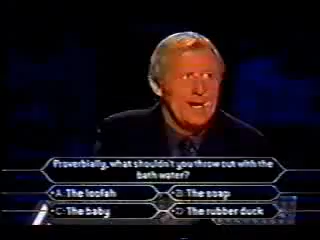 Proverbially, what shouldn't you throw out with the
bath water?
A: The loofah
B: The soap
C: The baby
D: The rubber duck